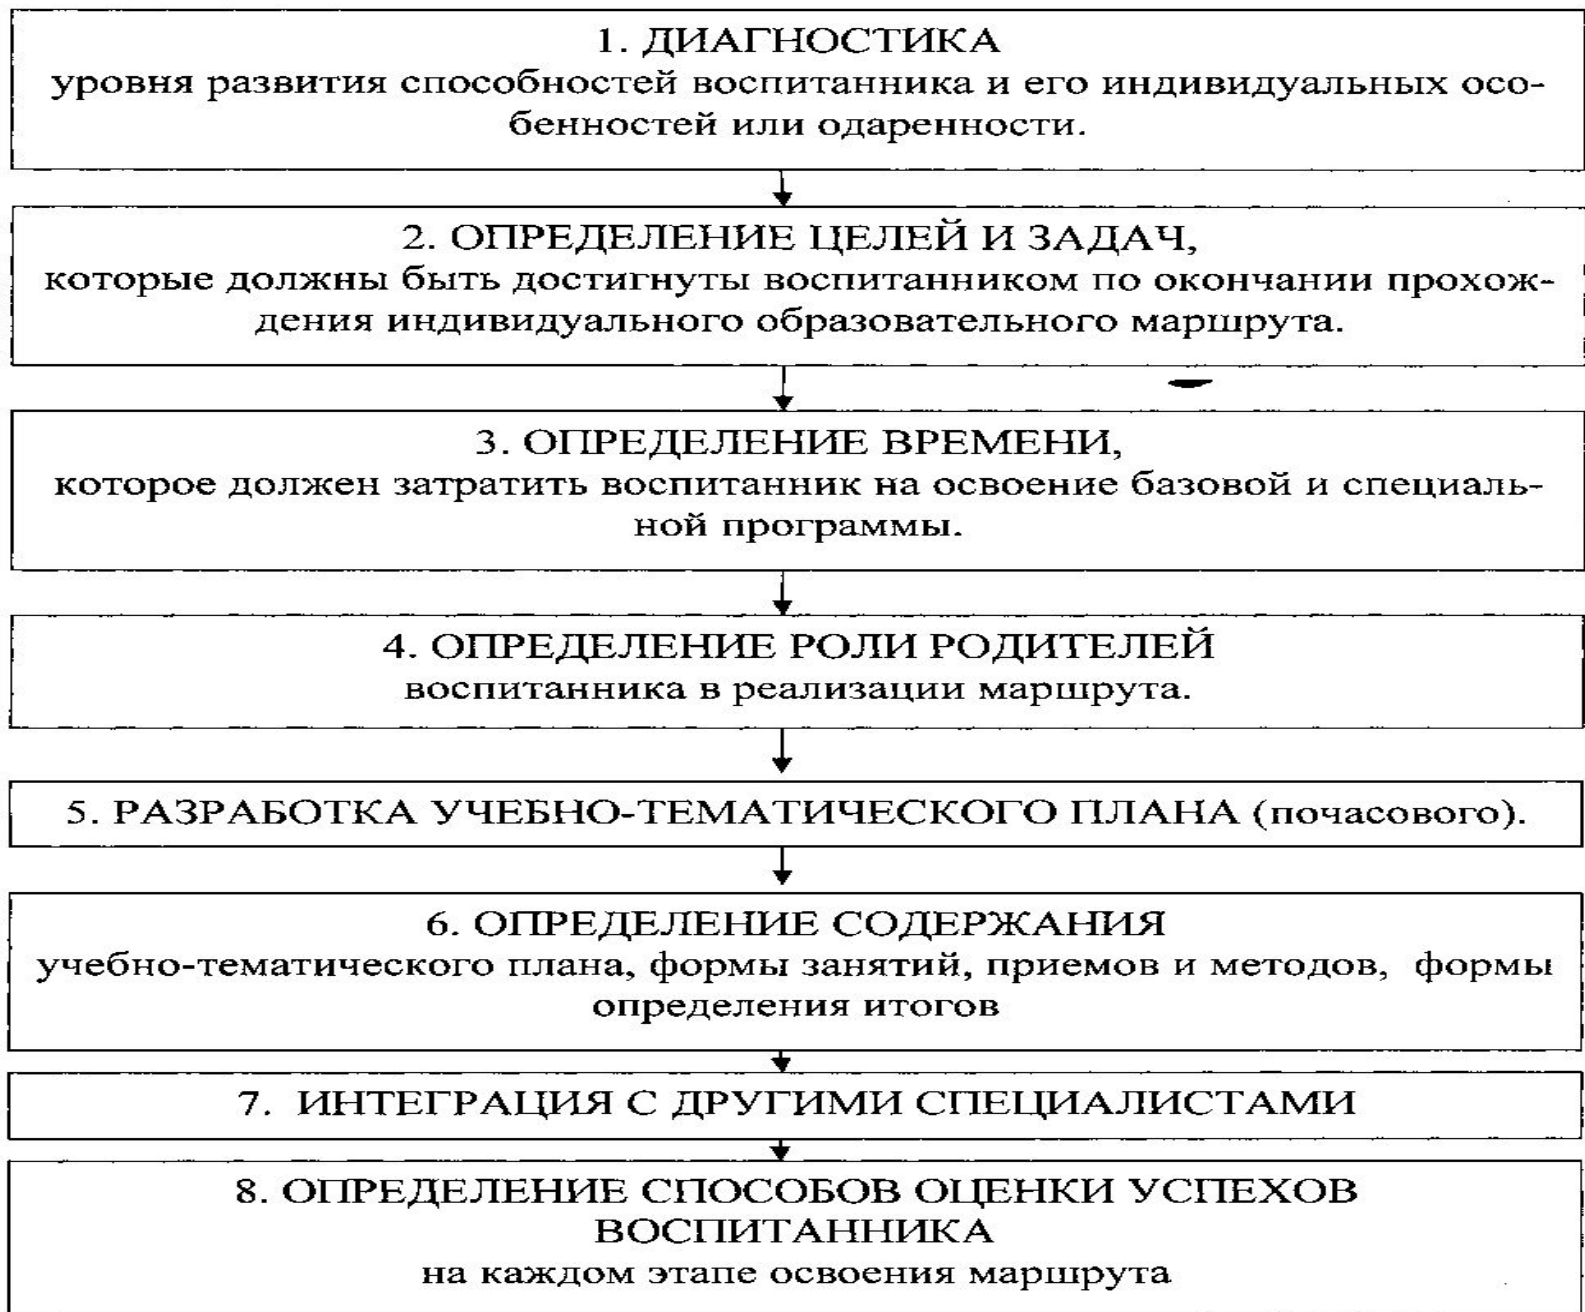 1. ДИАГНОСТИКА
уровня развития способностей воспитанника и его индивидуальных осо-
бенностей или одаренности.
2. ОПРЕДЕЛЕНИЕ ЦЕЛЕЙ И ЗАДАЧ,
которые должны быть достигнуты воспитанником по окончании прохож-
дения индивидуального образовательного маршрута.
3. ОПРЕДЕЛЕНИЕ ВРЕМЕНИ,
которое должен затратить воспитанник на освоение базовой и специаль-
ной программы.
4. ОПРЕДЕЛЕНИЕ РОЛИ РОДИТЕЛЕЙ
воспитанника в реализации маршрута.
5. РАЗРАБОТКА УЧЕБНО-ТЕМАТИЧЕСКОГО ПЛАНА (почасового).
6. ОПРЕДЕЛЕНИЕ СОДЕРЖАНИЯ
учебно-тематического плана, формы занятий, приемов и методов, формы
определения итогов
7. ИНТЕГРАЦИЯ С ДРУГИМИ СПЕЦИАЛИСТАМИ
8. ОПРЕДЕЛЕНИЕ СПОСОБОВ ОЦЕНКИ УСПЕХОВ
ВОСПИТАННИКА
на каждом этапе освоения маршрута